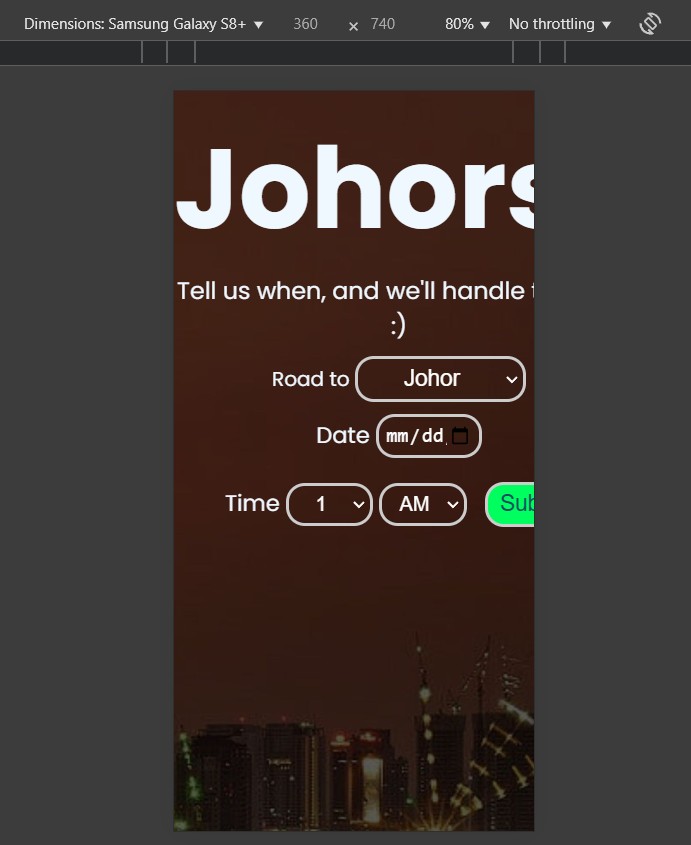 Dimensions: Samsung Galaxy S8+ 360 × 740 80% No throttling
Johors
Tell us when, and we'll handle t
:)
Road to Johor
Date mm/dd
Time 1 AM Sub